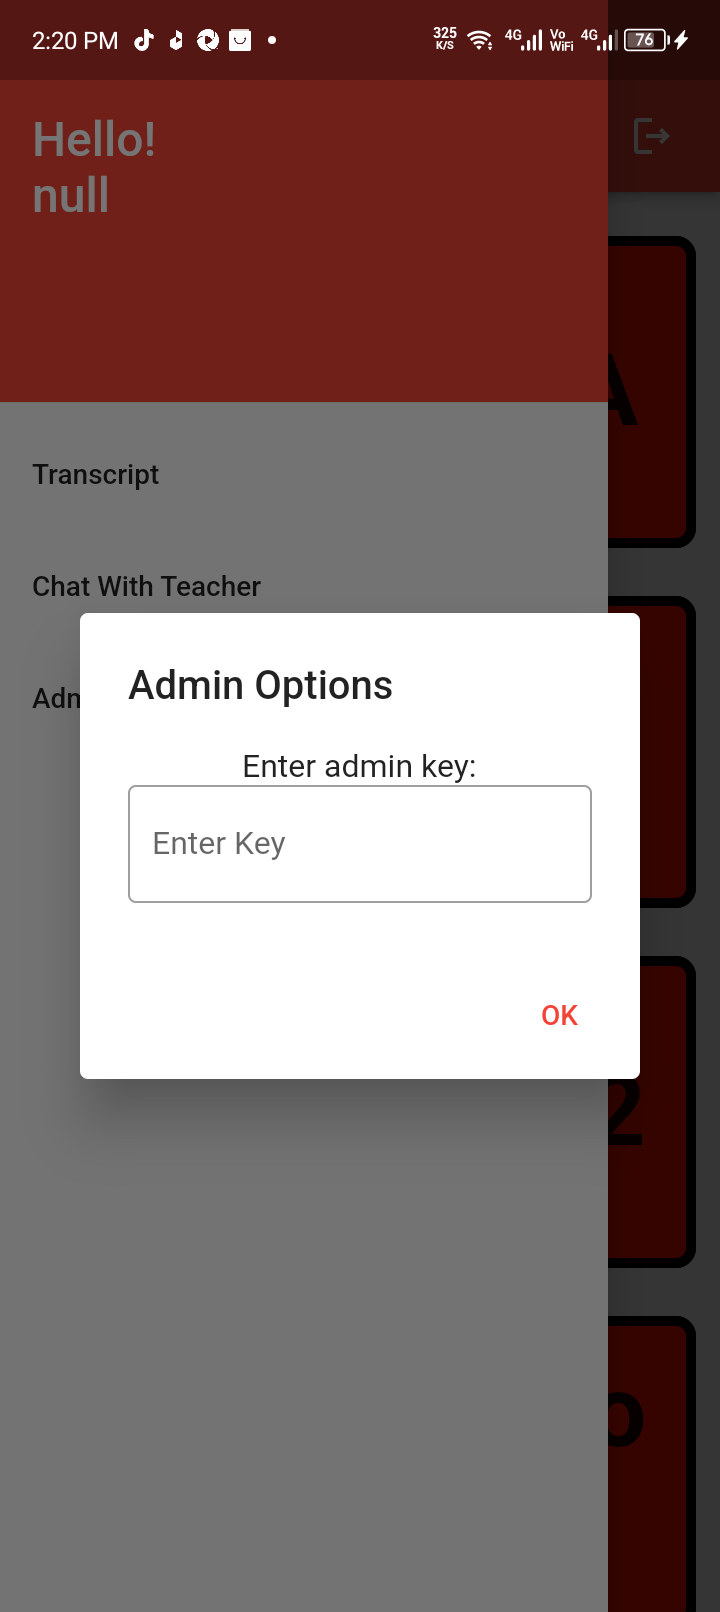 2:20 PM
325
K/S
4G
Vo
WiFi
4G
76
Hello!
null
A
Transcript
Chat With Teacher
Adm
Admin Options
Enter admin key:
Enter Key
OK
2
o